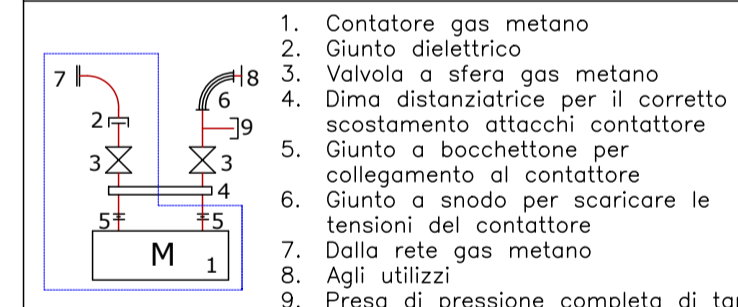 1. Contatore gas metano
2. Giunto dielettrico
3. Valvola a sfera gas metano
4. Dima distanziatrice per il corretto
scostamento attacchi contattore
5. Giunto a bocchettone per
collegamento al contattore
6. Giunto a snodo per scaricare le
tensioni del contattore
7. Dalla rete gas metano
8. Agli utilizzi
9. Presa di pressione completa di
7
8
6
2
9
3
3
4
5
5
M
1